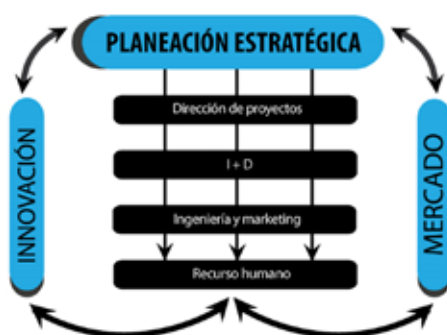 PLANEACIÓN ESTRATÉGICA
INNOVACIÓN
Dirección de proyectos
I + D
Ingeniería y marketing
Recurso humano
MERCADO